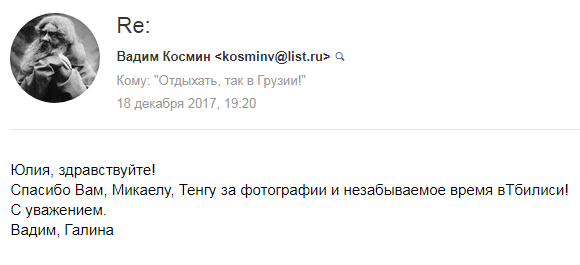 Re:
Вадим Космин <kosminv@list.ru>
Кому: "Отдыхать, так в Грузии!"
18 декабря 2017, 19:20
Юлия, здравствуйте!
Спасибо Вам, Микаелу, Тенгу за фотографии и незабываемое время вТбилиси!
С уважением.
Вадим, Галина